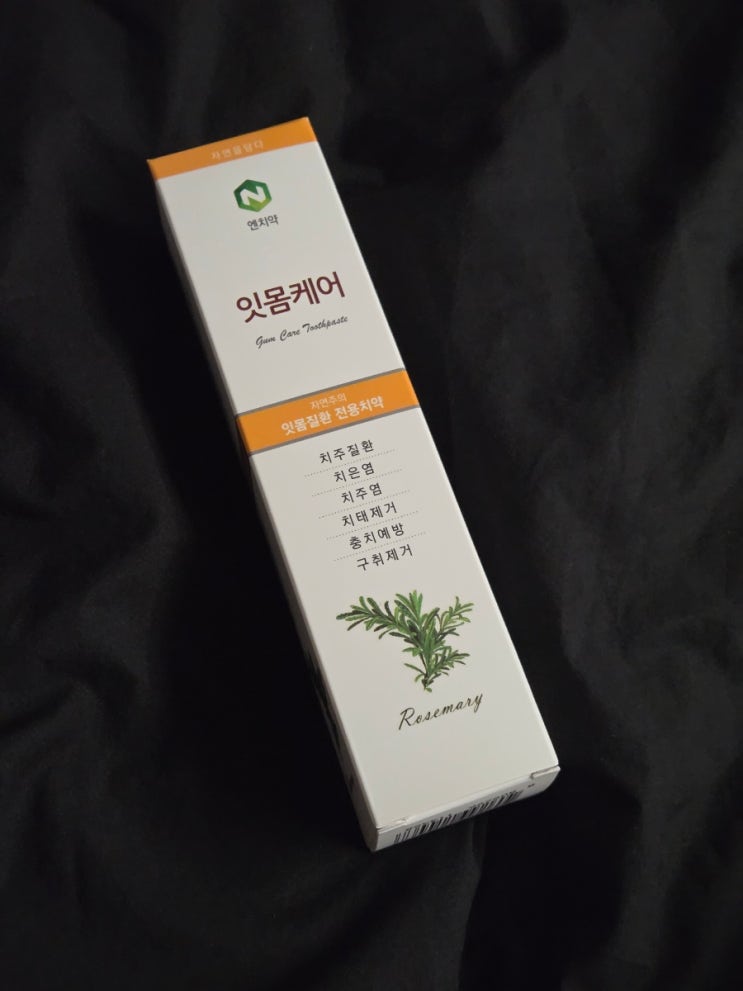 자연을담다
N
엔치약
잇몸케어
Gum Care Toothpaste
자연주의
잇몸질환 전용치약
치주질환
치은염
치주염
치태제거
충치예방
구취제거
Rosemary